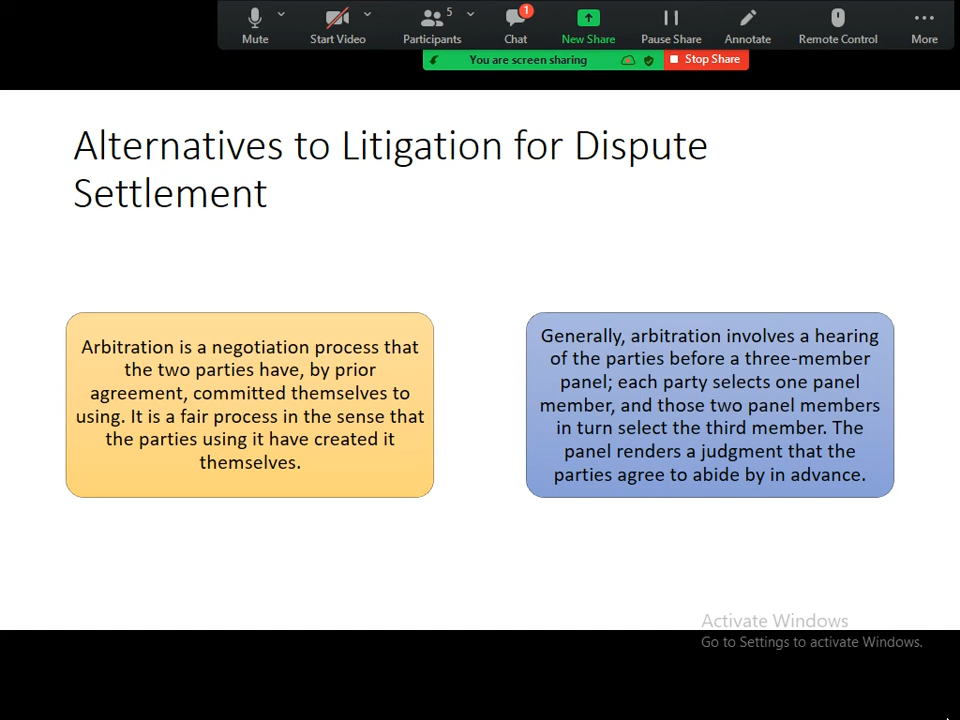 5
1
Mute
Start Video
Participants
Chat
New Share
Pause Share
Annotate
Remote Control
More
You are screen sharing
Stop Share
Alternatives to Litigation for Dispute
Settlement
Arbitration is a negotiation process that
the two parties have, by prior
agreement, committed themselves to
using. It is a fair process in the sense that
the parties using it have created it
themselves.
Generally, arbitration involves a hearing
of the parties before a three-member
panel; each party selects one panel
member, and those two panel members
in turn select the third member. The
panel renders a judgment that the
parties agree to abide by in advance.
Activate Windows
Go to Settings to activate Windows.